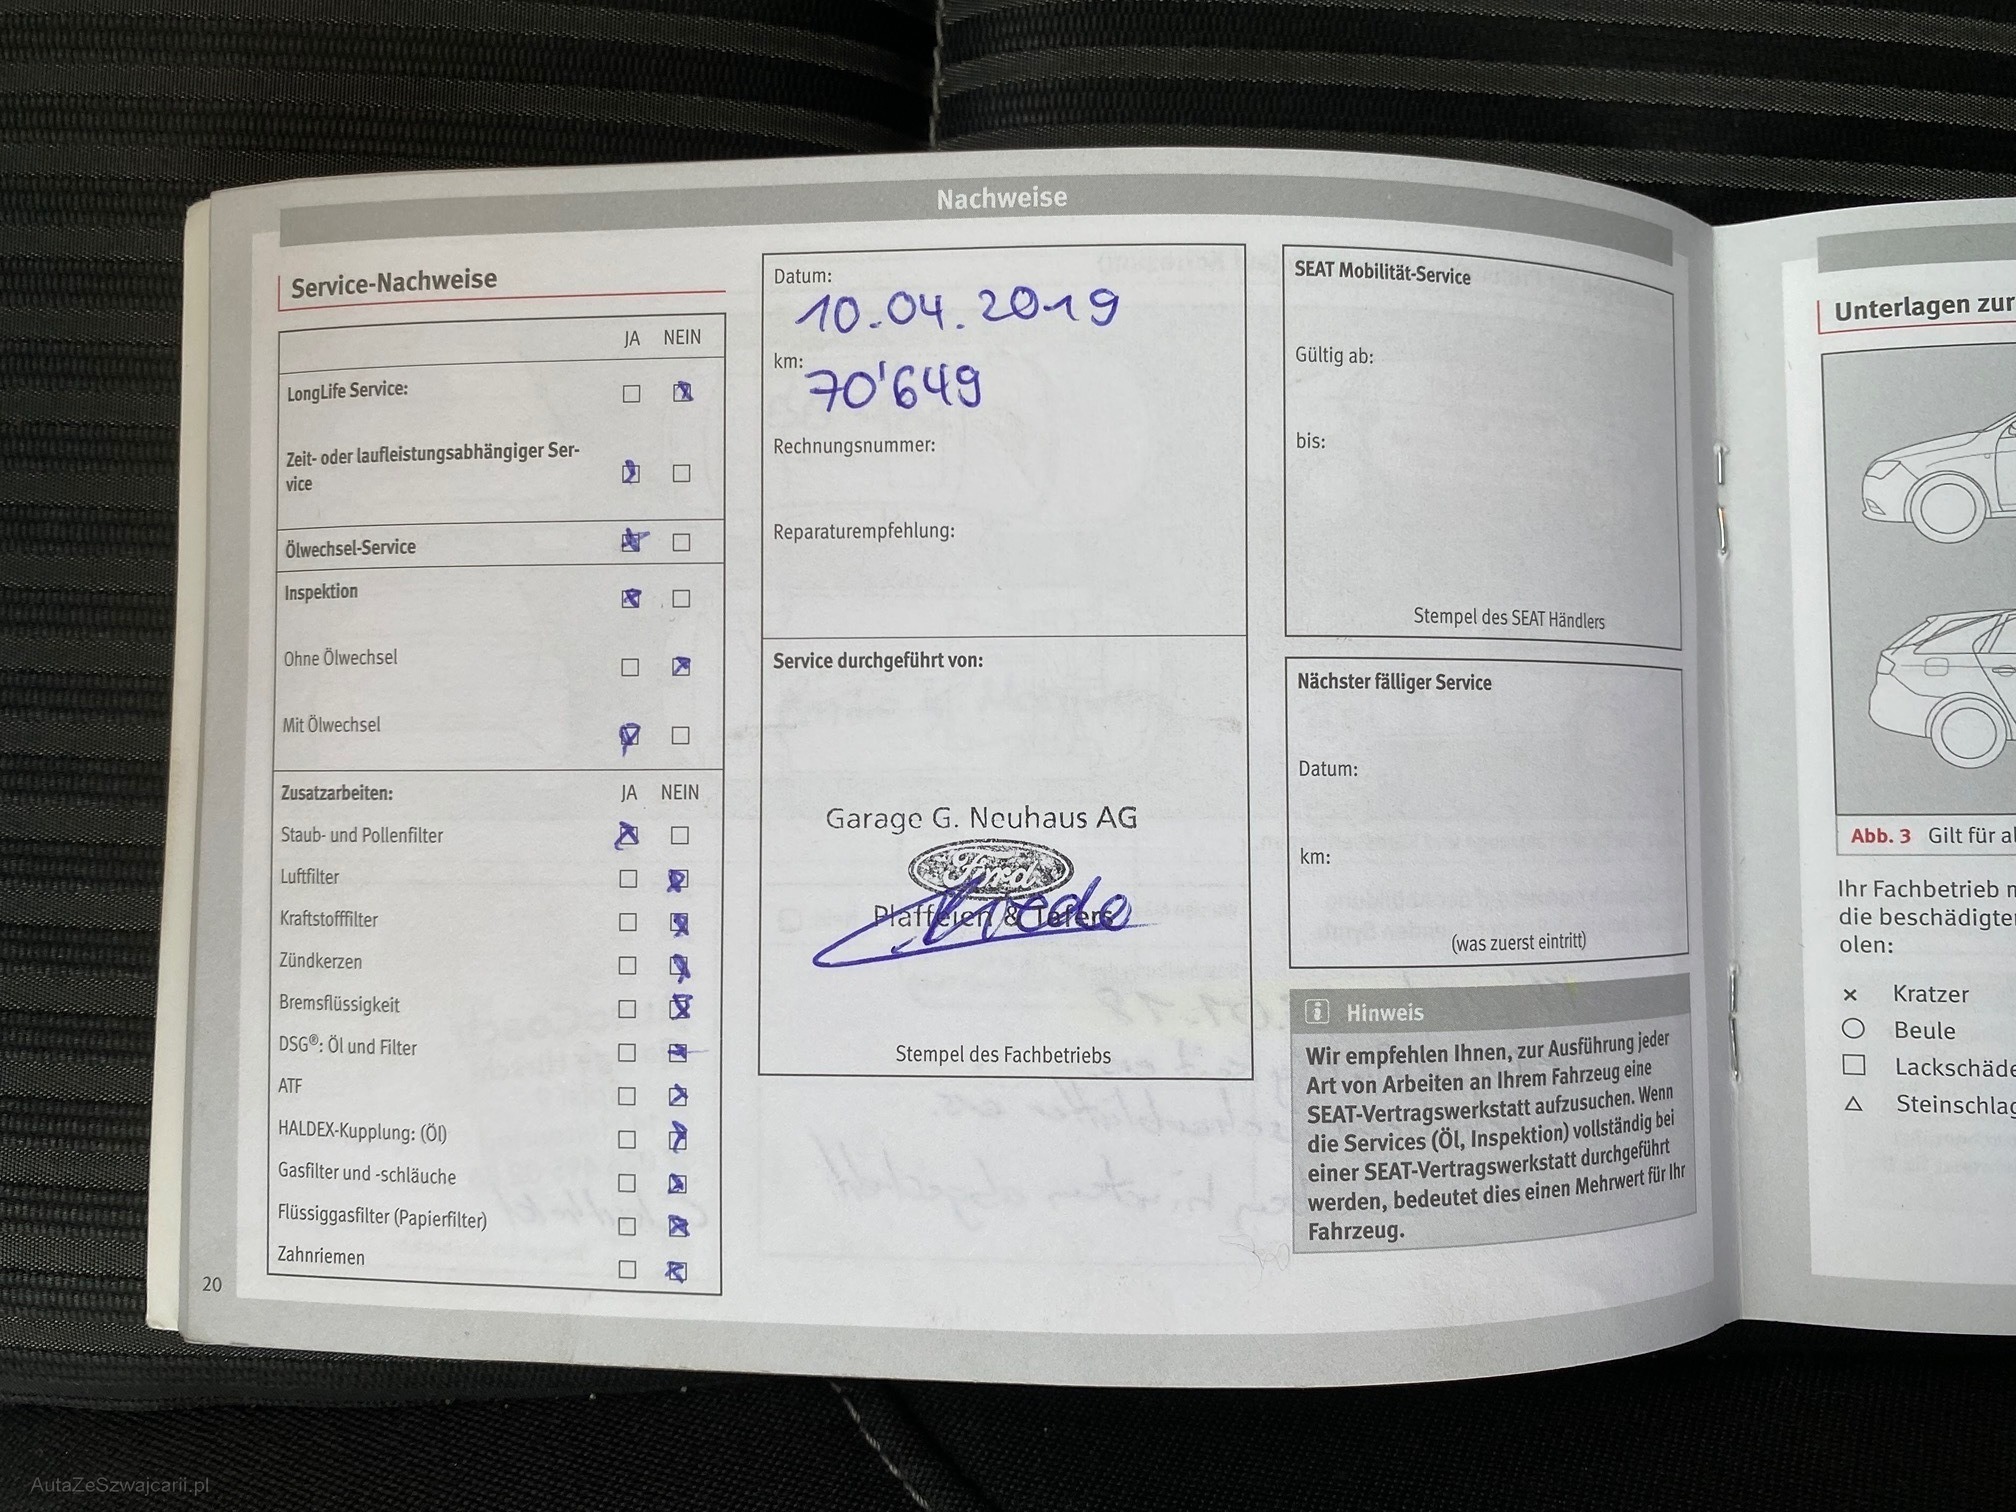 Nachweise
Service-Nachweise
JA NEIN
LongLife Service:
Zeit- oder laufleistungsabhängiger Ser-
vice
Ölwechsel-Service
Inspektion
Ohne Ölwechsel
Mit Ölwechsel
Zusatzarbeiten: JA NEIN
Staub- und Pollenfilter
Luftfilter
Kraftstofffilter
Zündkerzen
Bremsflüssigkeit
DSG®: Öl und Filter
ATF
HALDEX-Kupplung: (Öl)
Gasfilter und -schläuche
Flüssiggasfilter (Papierfilter)
Zahnriemen
20
Datum:
10.04.2019
km:
70'649
Rechnungsnummer:
Reparaturempfehlung:
Service durchgeführt von:
Garage G. Neuhaus AG
Ford
Plaffeien & Tafers
Stempel des Fachbetriebs
SEAT Mobilität-Service
Gültig ab:
bis:
Stempel des SEAT Händlers
Nächster fälliger Service
Datum:
km:
(was zuerst eintritt)
i Hinweis
Wir empfehlen Ihnen, zur Ausführung jeder
Art von Arbeiten an Ihrem Fahrzeug eine
SEAT-Vertragswerkstatt aufzusuchen. Wenn
die Services (Öl, Inspektion) vollständig bei
einer SEAT-Vertragswerkstatt durchgeführt
werden, bedeutet dies einen Mehrwert für Ihr
Fahrzeug.
Unterlagen zur
Abb. 3 Gilt für al
Ihr Fachbetrieb
die beschädigte
olen:
Kratzer
Beule
Lackschäde
Steinschlag
AutaZeSzwajcarii.pl